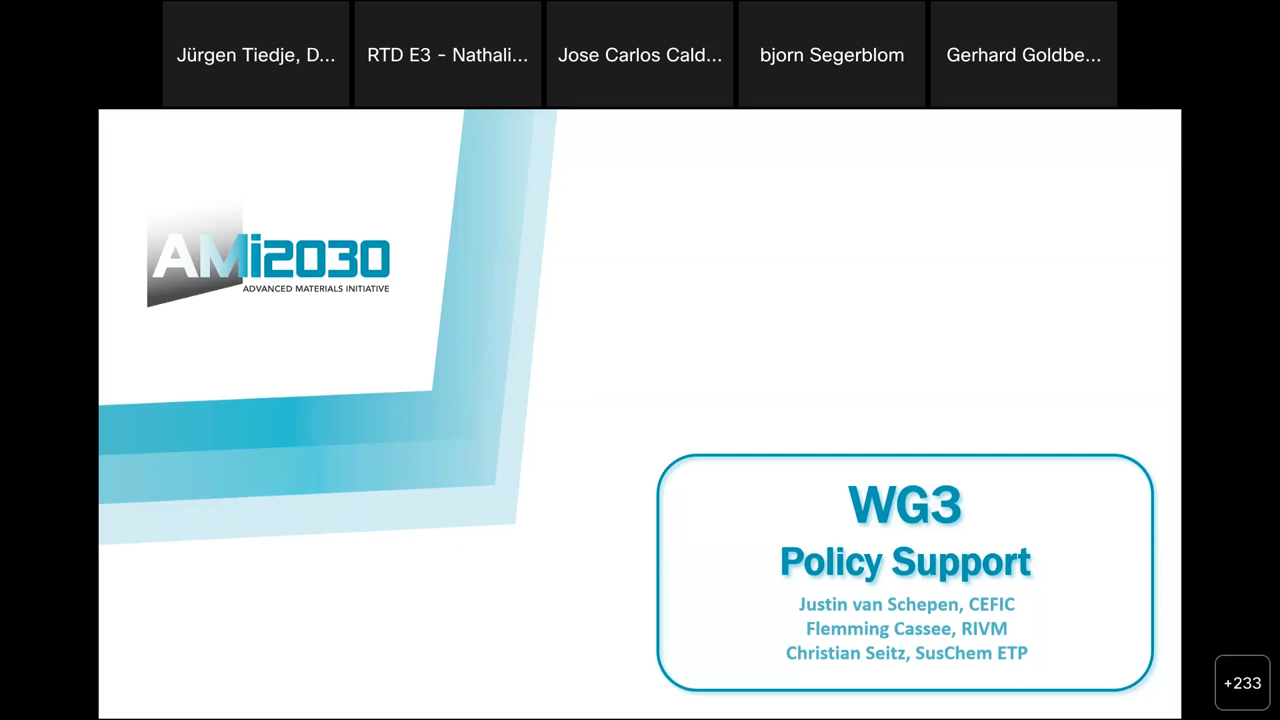 Jürgen Tiedje, D...
RTD E3 - Nathali...
Jose Carlos Cald...
bjorn Segerblom
Gerhard Goldbe...
AMi2030
ADVANCED MATERIALS INITIATIVE
WG3
Policy Support
Justin van Schepen, CEFIC
Flemming Cassee, RIVM
Christian Seitz, SusChem ETP
+233